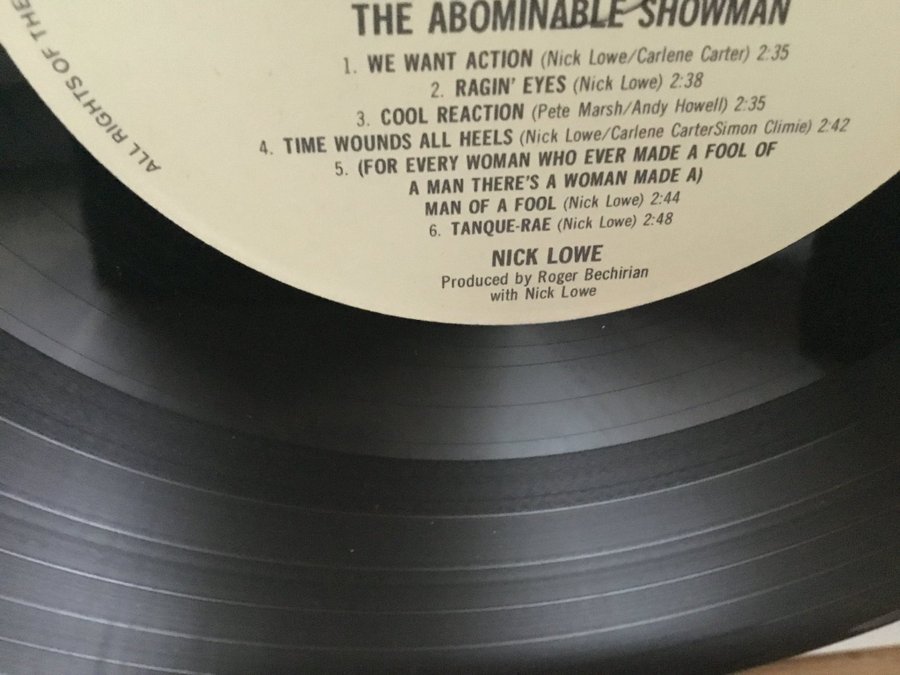 THE ABOMINABLE SHOWMAN
1. WE WANT ACTION (Nick Lowe/Carlene Carter) 2:35
2. RAGIN' EYES (Nick Lowe) 2:38
3. COOL REACTION (Pete Marsh/Andy Howell) 2:35
4. TIME WOUNDS ALL HEELS (Nick Lowe/Carlene CarterSimon Climie) 2:42
5. (FOR EVERY WOMAN WHO EVER MADE A FOOL OF
A MAN THERE'S A WOMAN MADE A)
MAN OF A FOOL (Nick Lowe) 2:44
6. TANQUE-RAE (Nick Lowe) 2:48
NICK LOWE
Produced by Roger Bechirian
with Nick Lowe
ALL RIGHTS OF THE